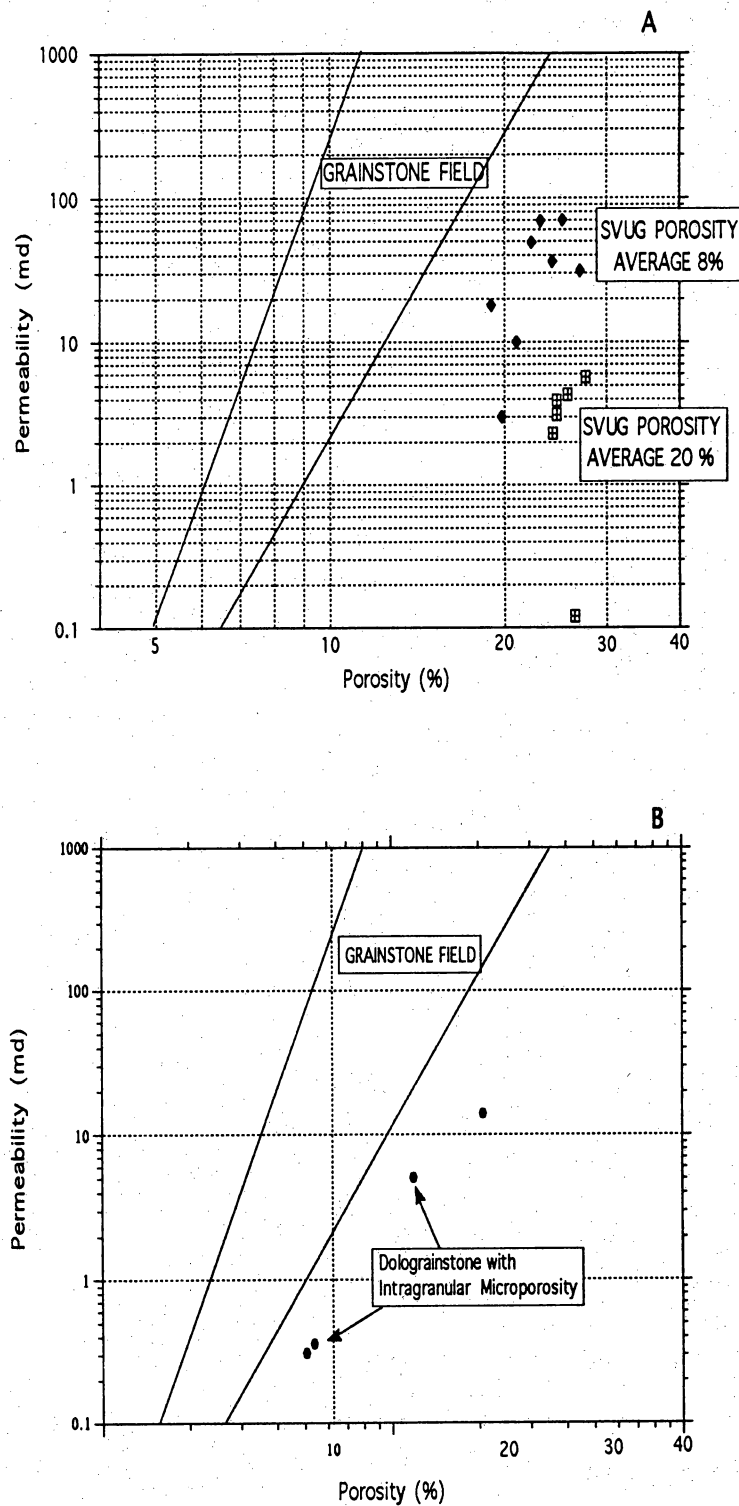 A
1000
100
10
1
0.1
Permeability (md)
GRAINSTONE FIELD
SVUG POROSITY
AVERAGE 8%
SVUG POROSITY
AVERAGE 20 %
5
10
20
30
40
Porosity (%)
B
1000
100
10
1
0.1
Permeability (md)
GRAINSTONE FIELD
Dolograinstone with
Intragranular Microporosity
10
20
30
40
Porosity (%)